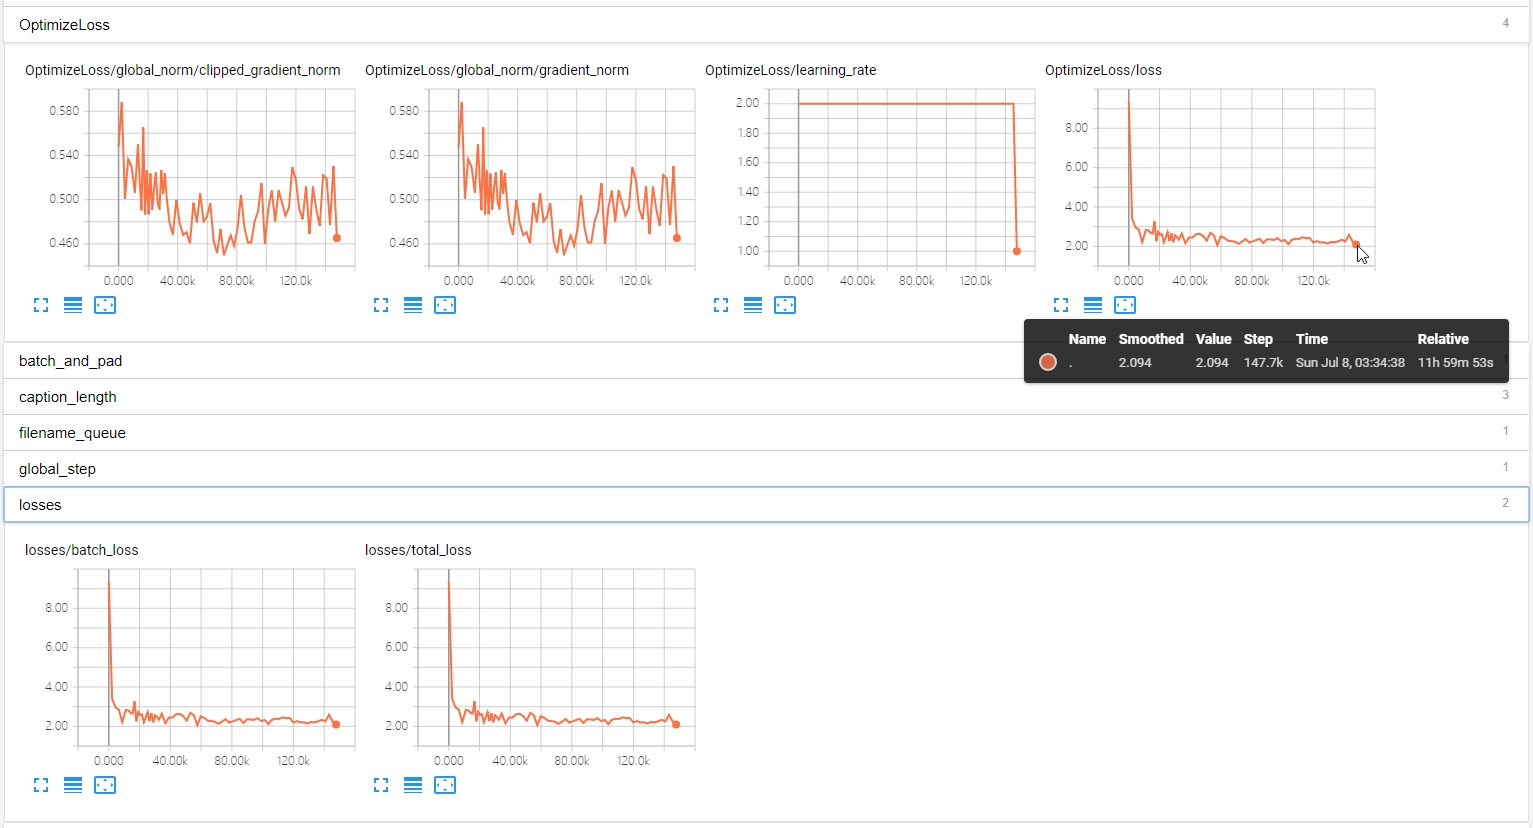 OptimizeLoss 4
OptimizeLoss/global_norm/clipped_gradient_norm
0.580
0.540
0.500
0.460
0.000 40.00k 80.00k 120.0k
OptimizeLoss/global_norm/gradient_norm
0.580
0.540
0.500
0.460
0.000 40.00k 80.00k 120.0k
OptimizeLoss/learning_rate
2.00
1.80
1.60
1.40
1.20
1.00
0.000 40.00k 80.00k 120.0k
OptimizeLoss/loss
8.00
6.00
4.00
2.00
0.000 40.00k 80.00k 120.0k
Name Smoothed Value Step Time Relative
. 2.094 2.094 147.7k Sun Jul 8, 03:34:38 11h 59m 53s
batch_and_pad
caption_length 3
filename_queue 1
global_step 1
losses 2
losses/batch_loss
8.00
6.00
4.00
2.00
0.000 40.00k 80.00k 120.0k
losses/total_loss
8.00
6.00
4.00
2.00
0.000 40.00k 80.00k 120.0k